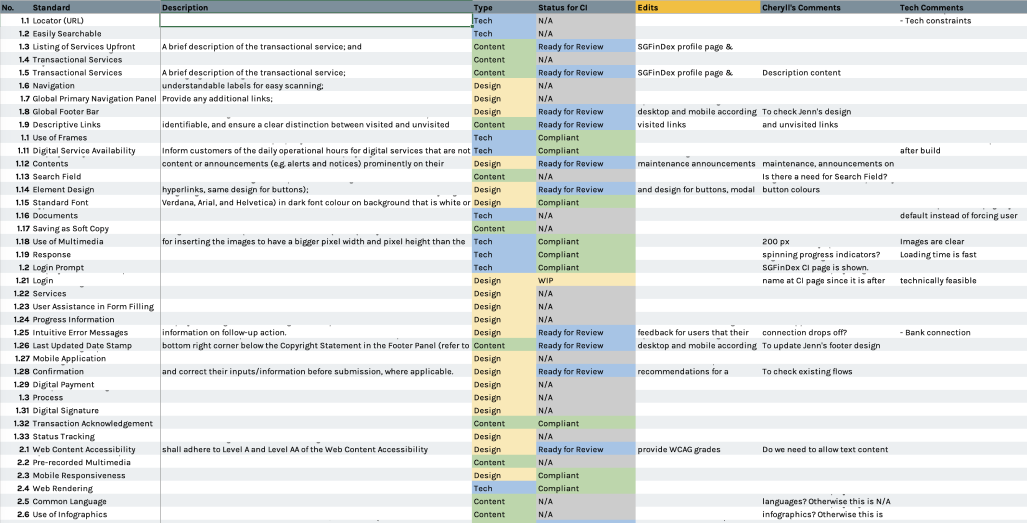 No. Standard Description Type Status for CI Edits Cheryll's Comments Tech Comments
1.1 Locator (URL) Tech N/A - Tech constraints
1.2 Easily Searchable Tech N/A
1.3 Listing of Services Upfront A brief description of the transactional service; and Content Ready for Review SGFinDex profile page &
1.4 Transactional Services Content N/A
1.5 Transactional Services A brief description of the transactional service; Content Ready for Review SGFinDex profile page & Description content
1.6 Navigation understandable labels for easy scanning; Design N/A
1.7 Global Primary Navigation Panel Provide any additional links; Design N/A
1.8 Global Footer Bar Design Ready for Review desktop and mobile according To check Jenn's design
1.9 Descriptive Links identifiable, and ensure a clear distinction between visited and unvisited Content Ready for Review visited links and unvisited links
1.1 Use of Frames Tech Compliant
1.11 Digital Service Availability Inform customers of the daily operational hours for digital services that are not Tech Compliant after build
1.12 Contents content or announcements (e.g. alerts and notices) prominently on their Design Ready for Review maintenance announcements maintenance, announcements on
1.13 Search Field Content N/A Is there a need for Search Field?
1.14 Element Design hyperlinks, same design for buttons); Design Ready for Review and design for buttons, modal button colours
1.15 Standard Font Verdana, Arial, and Helvetica) in dark font colour on background that is white or Design Compliant
1.16 Documents Tech N/A default instead of forcing user
1.17 Saving as Soft Copy Content N/A
1.18 Use of Multimedia for inserting the images to have a bigger pixel width and pixel height than the Tech Compliant 200 px Images are clear
1.19 Response Tech Compliant spinning progress indicators? Loading time is fast
1.2 Login Prompt Tech Compliant SGFinDex CI page is shown.
1.21 Login Design WIP name at CI page since it is after technically feasible
1.22 Services Design N/A
1.23 User Assistance in Form Filling Design N/A
1.24 Progress Information Design N/A
1.25 Intuitive Error Messages information on follow-up action. Design Ready for Review feedback for users that their connection drops off? - Bank connection
1.26 Last Updated Date Stamp bottom right corner below the Copyright Statement in the Footer Panel (refer to Content Ready for Review desktop and mobile according To update Jenn's footer design
1.27 Mobile Application Design N/A
1.28 Confirmation and correct their inputs/information before submission, where applicable. Design Ready for Review recommendations for a To check existing flows
1.29 Digital Payment Design N/A
1.3 Process Design N/A
1.31 Digital Signature Design N/A
1.32 Transaction Acknowledgement Content Compliant
1.33 Status Tracking Design N/A
2.1 Web Content Accessibility shall adhere to Level A and Level AA of the Web Content Accessibility Design Ready for Review provide WCAG grades Do we need to allow text content
2.2 Pre-recorded Multimedia Content N/A
2.3 Mobile Responsiveness Design Compliant
2.4 Web Rendering Tech Compliant
2.5 Common Language Content N/A languages? Otherwise this is N/A
2.6 Use of Infographics Content N/A infographics? Otherwise this is